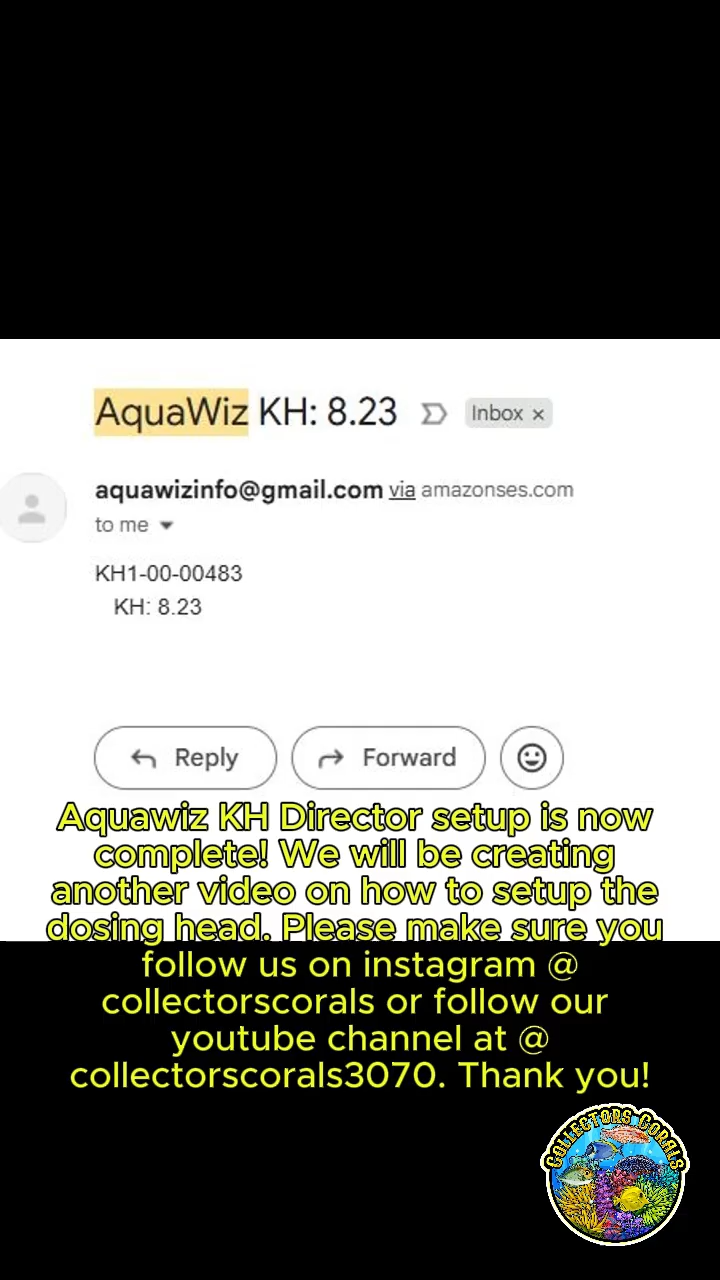 AquaWiz KH: 8.23 Inbox ×
aquawizinfo@gmail.com via amazonses.com
to me
KH1-00-00483
KH: 8.23
Reply Forward
Aquawiz KH Director setup is now
complete! We will be creating
another video on how to setup the
dosing head. Please make sure you
follow us on instagram @
collectorscorals or follow our
youtube channel at @
collectorscorals3070. Thank you!
COLLECTORS CORALS